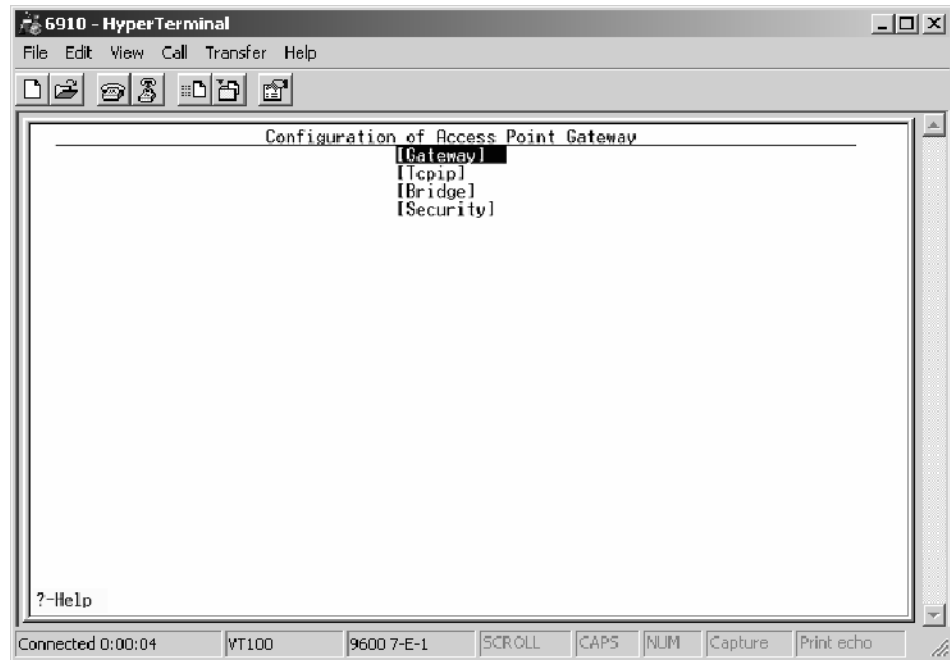 6910 - HyperTerminal
File Edit View Call Transfer Help
Configuration of Access Point Gateway
[Gateway]
[Tcpip]
[Bridge]
[Security]
?-Help
Connected 0:00:04 VT100 9600 7-E-1 SCROLL CAPS NUM Capture Print echo